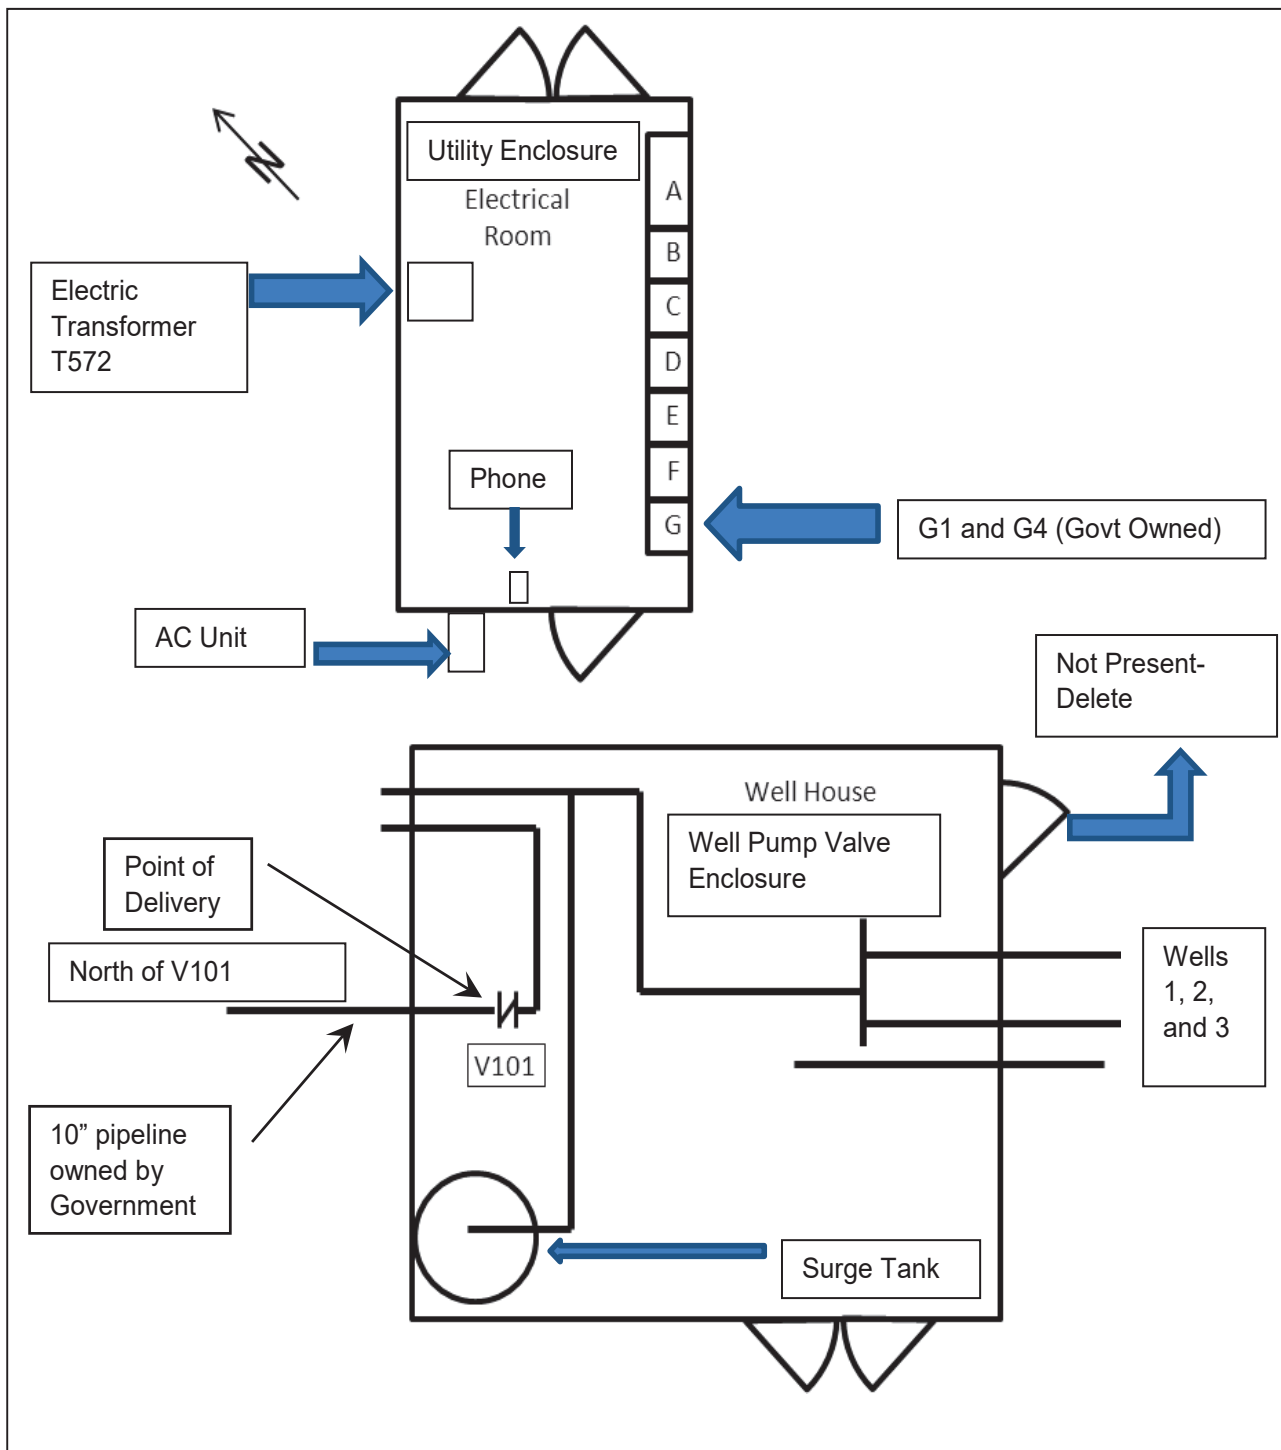 Utility Enclosure
Electrical
Room
A
B
C
D
E
F
G
Electric
Transformer
T572
Phone
G1 and G4 (Govt Owned)
AC Unit
Not Present-
Delete
Well House
Well Pump Valve
Enclosure
Point of
Delivery
North of V101
Wells
1, 2,
and 3
V101
10” pipeline
owned by
Government
Surge Tank
N